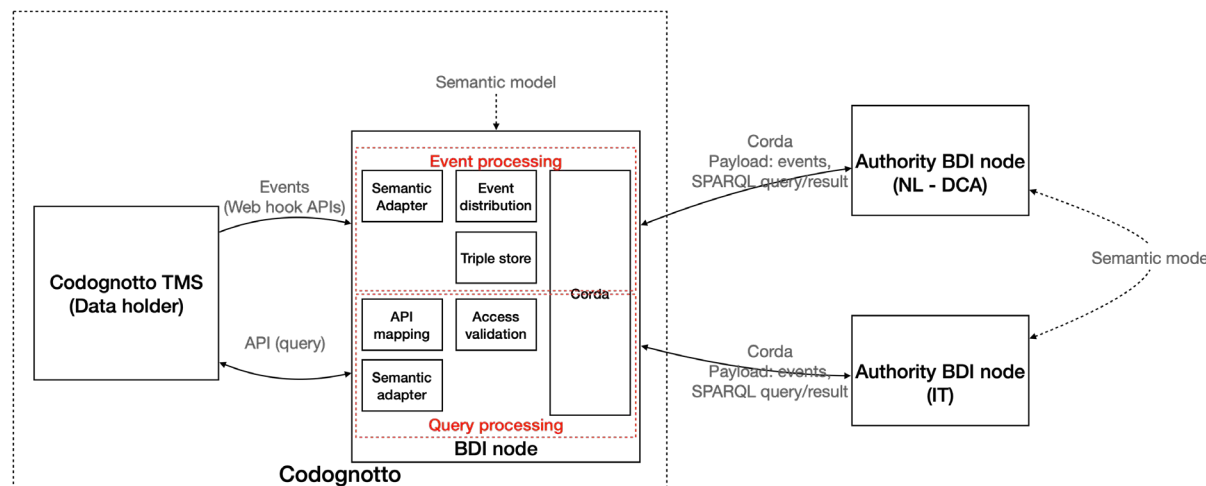 Semantic model
Event processing
Semantic
Adapter
Event
distribution
Triple store
Corda
API
mapping
Access
validation
Semantic
adapter
Query processing
BDI node
Codognotto
Events
(Web hook APIs)
Codognotto TMS
(Data holder)
API (query)
Corda
Payload: events,
SPARQL query/result
Authority BDI node
(NL - DCA)
Semantic model
Corda
Payload: events,
SPARQL query/result
Authority BDI node
(IT)